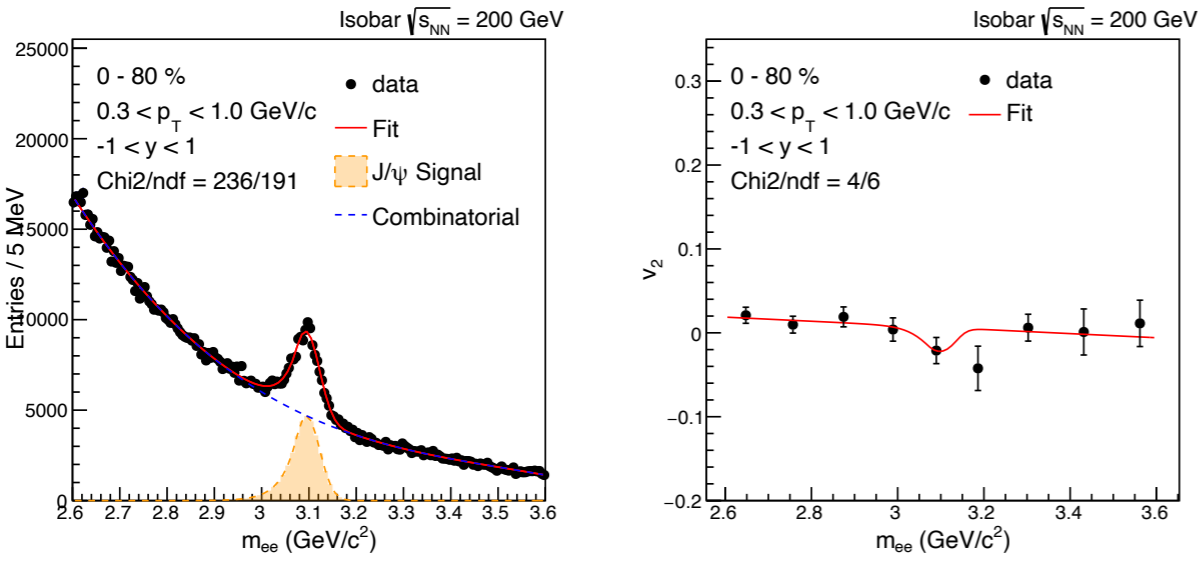 Isobar √s_NN = 200 GeV
25000
20000
15000
10000
5000
0
Entries / 5 MeV
0 - 80 %
0.3 < p_T < 1.0 GeV/c
-1 < y < 1
Chi2/ndf = 236/191
data
Fit
J/ψ Signal
Combinatorial
2.6 2.7 2.8 2.9 3 3.1 3.2 3.3 3.4 3.5 3.6
m_ee (GeV/c²)
Isobar √s_NN = 200 GeV
0.3
0.2
0.1
0
−0.1
−0.2
v_2
0 - 80 %
0.3 < p_T < 1.0 GeV/c
-1 < y < 1
Chi2/ndf = 4/6
data
Fit
2.6 2.8 3 3.2 3.4 3.6
m_ee (GeV/c²)